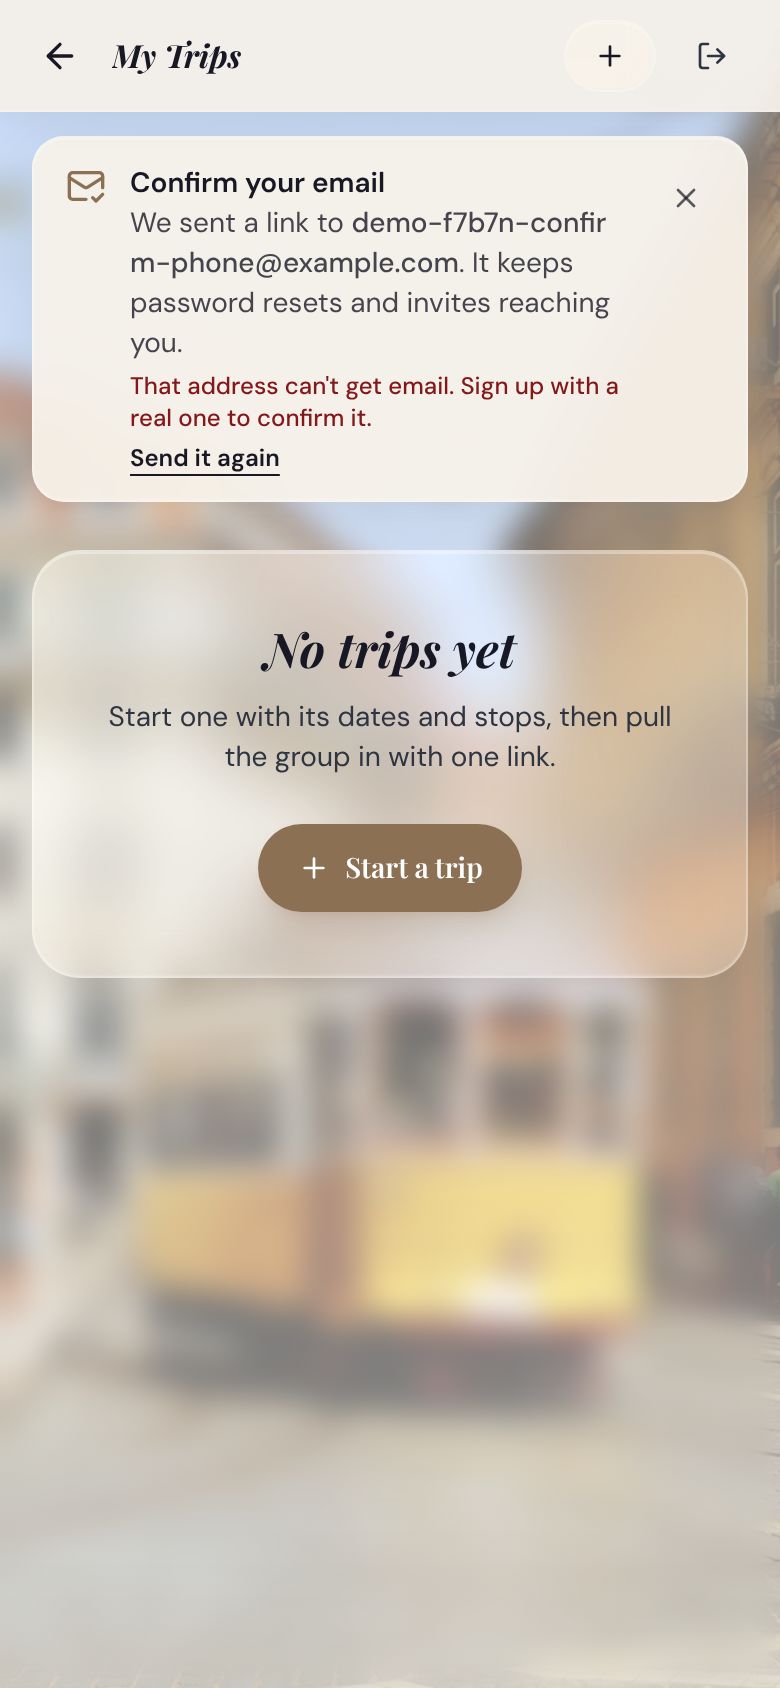 My Trips
Confirm your email
We sent a link to demo-f7b7n-confir
m-phone@example.com. It keeps
password resets and invites reaching
you.
That address can't get email. Sign up with a
real one to confirm it.
Send it again
No trips yet
Start one with its dates and stops, then pull
the group in with one link.
Start a trip